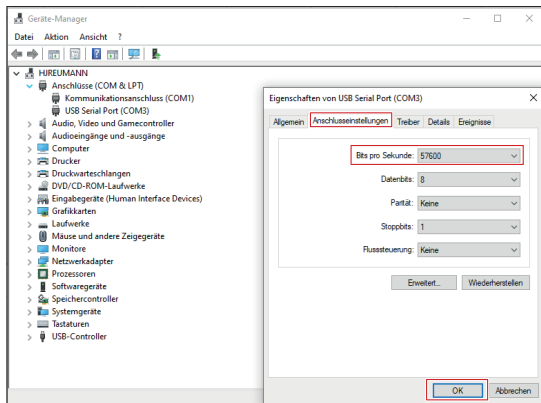 Geräte-Manager
Datei Aktion Ansicht ?
HJREUMANN
Anschlüsse (COM & LPT)
Kommunikationsanschluss (COM1)
USB Serial Port (COM3)
Audio, Video und Gamecontroller
Audioeingänge und -ausgänge
Computer
Drucker
Druckwarteschlangen
DVD/CD-ROM-Laufwerke
Eingabegeräte (Human Interface Devices)
Grafikkarten
Laufwerke
Mäuse und andere Zeigegeräte
Monitore
Netzwerkadapter
Prozessoren
Softwaregeräte
Speichercontroller
Systemgeräte
Tastaturen
USB-Controller
Eigenschaften von USB Serial Port (COM3)
Allgemein Anschlusseinstellungen Treiber Details Ereignisse
Bits pro Sekunde: 57600
Datenbits: 8
Parität: Keine
Stoppbits: 1
Flusssteuerung: Keine
Erweitert... Wiederherstellen
OK Abbrechen